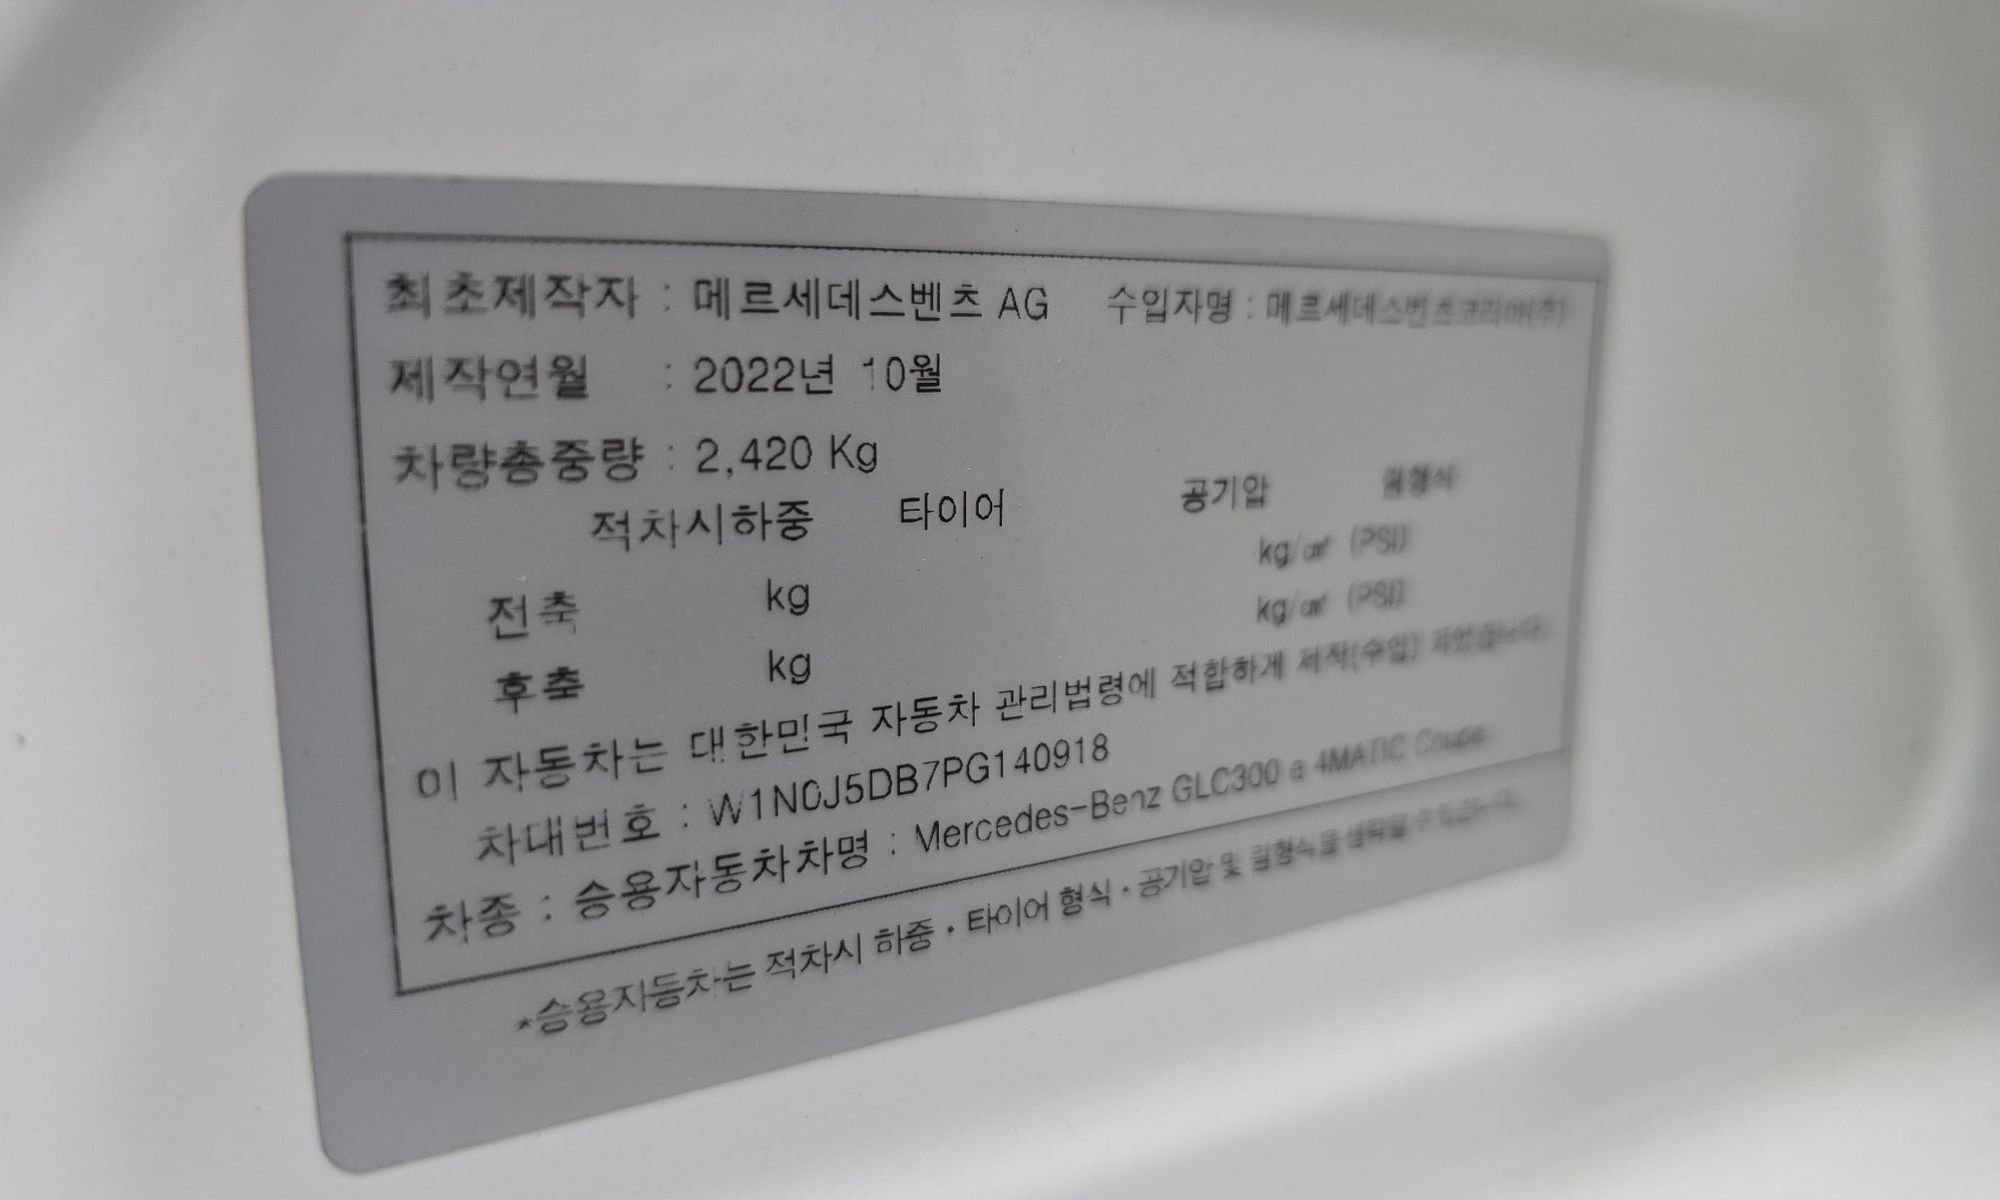 최초제작자 : 메르세데스벤츠 AG 수입자명 : 메르세데스벤츠코리아(주)
제작연월 : 2022년 10월
차량총중량 : 2,420 Kg
적차시하중 타이어 공기압 림형식
전축 kg kg/㎠ (PSI)
후축 kg kg/㎠ (PSI)
이 자동차는 대한민국 자동차 관리법령에 적합하게 제작(수입) 되었습니다.
차대번호 : W1N0J5DB7PG140918
차종 : 승용자동차차명 : Mercedes-Benz GLC300 e 4MATIC Coupe
*승용자동차는 적차시 하중 · 타이어 형식 · 공기압 및 림형식을 생략할 수 있습니다.